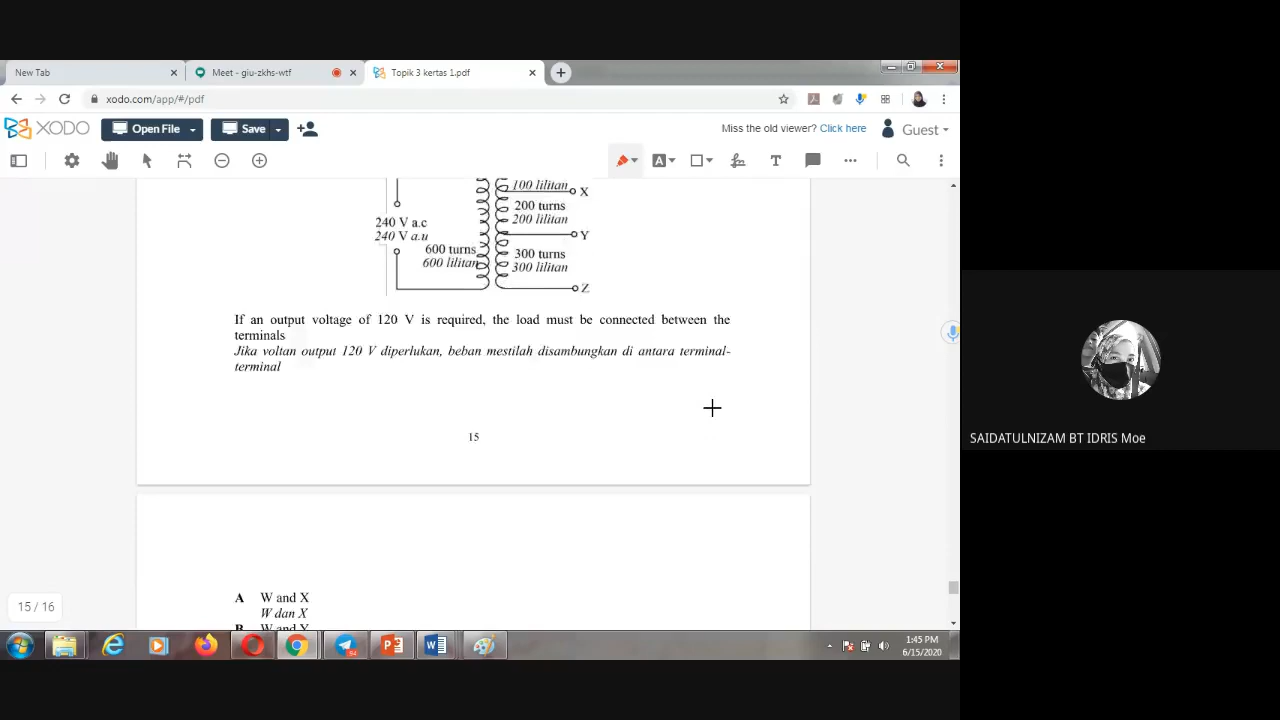 New Tab
Meet - giu-zkhs-wtf
Topik 3 kertas 1.pdf
xodo.com/app/#/pdf
XODO
Open File
Save
Miss the old viewer? Click here
Guest
100 lilitan
X
200 turns
200 lilitan
Y
240 V a.c
240 V a.u
600 turns
600 lilitan
300 turns
300 lilitan
Z
If an output voltage of 120 V is required, the load must be connected between the
terminals
Jika voltan output 120 V diperlukan, beban mestilah disambungkan di antara terminal-
terminal
15
A W and X
W dan X
B W and Y
15 / 16
1:45 PM
6/15/2020
SAIDATULNIZAM BT IDRIS Moe